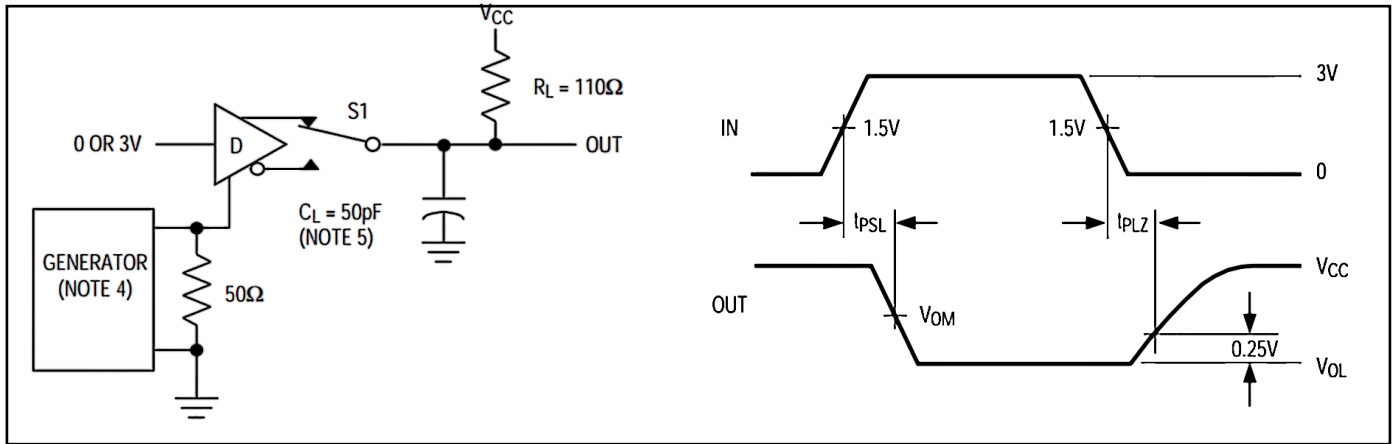 VCC
RL = 110Ω
S1
0 OR 3V
D
OUT
CL = 50pF
(NOTE 5)
GENERATOR
(NOTE 4)
50Ω
3V
IN
1.5V
1.5V
0
tPSL
tPLZ
VCC
OUT
VOM
0.25V
VOL